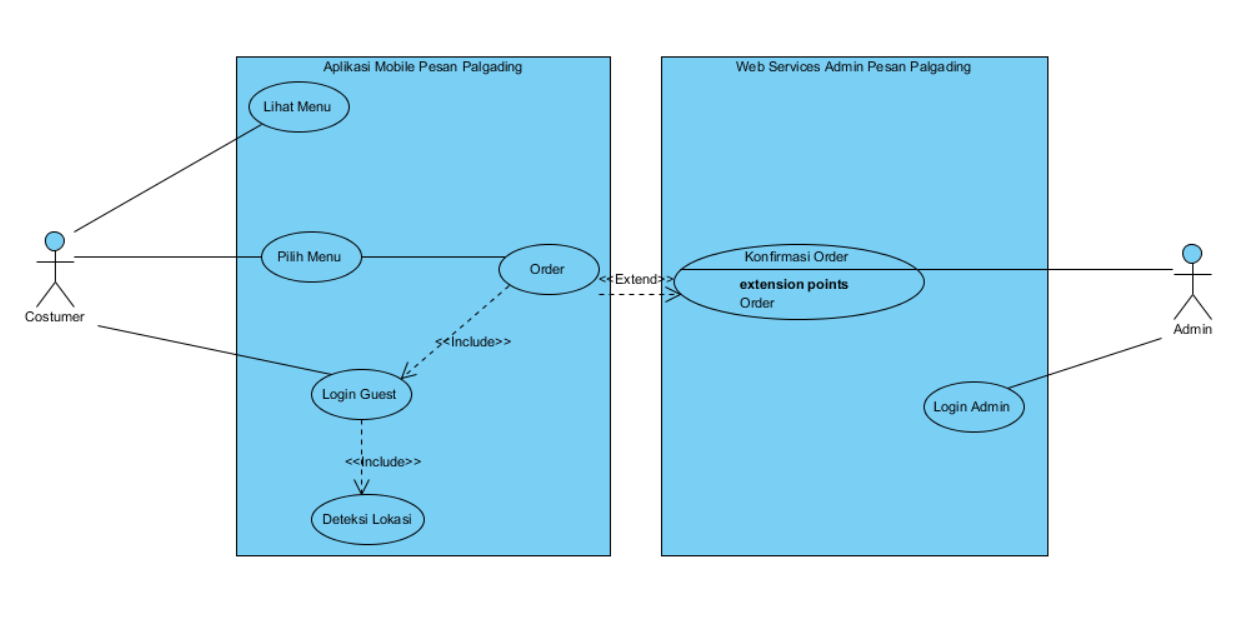 Aplikasi Mobile Pesan Palgading
Web Services Admin Pesan Palgading
Lihat Menu
Pilih Menu
Order
<<Extend>>
Konfirmasi Order
extension points
Order
Costumer
Admin
<<Include>>
Login Guest
Login Admin
<<Include>>
Deteksi Lokasi